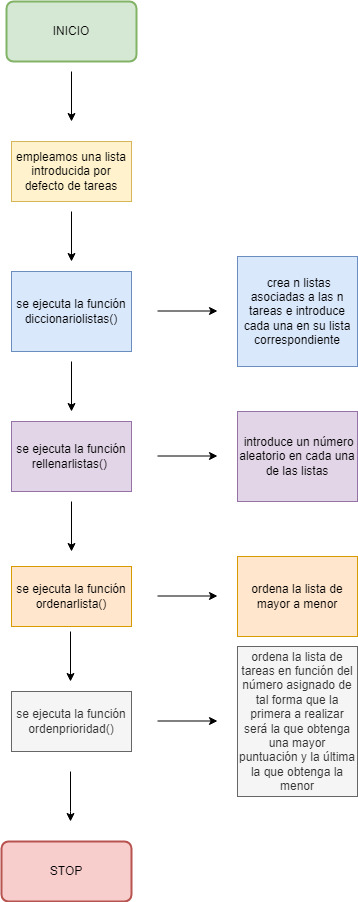 INICIO
empleamos una lista
introducida por
defecto de tareas
se ejecuta la función
diccionariolistas()
crea n listas
asociadas a las n
tareas e introduce
cada una en su lista
correspondiente
se ejecuta la función
rellenarlistas()
introduce un número
aleatorio en cada una
de las listas
se ejecuta la función
ordenarlista()
ordena la lista de
mayor a menor
se ejecuta la función
ordenprioridad()
ordena la lista de
tareas en función del
número asignado de
tal forma que la
primera a realizar
será la que obtenga
una mayor
puntuación y la última
la que obtenga la
menor
STOP